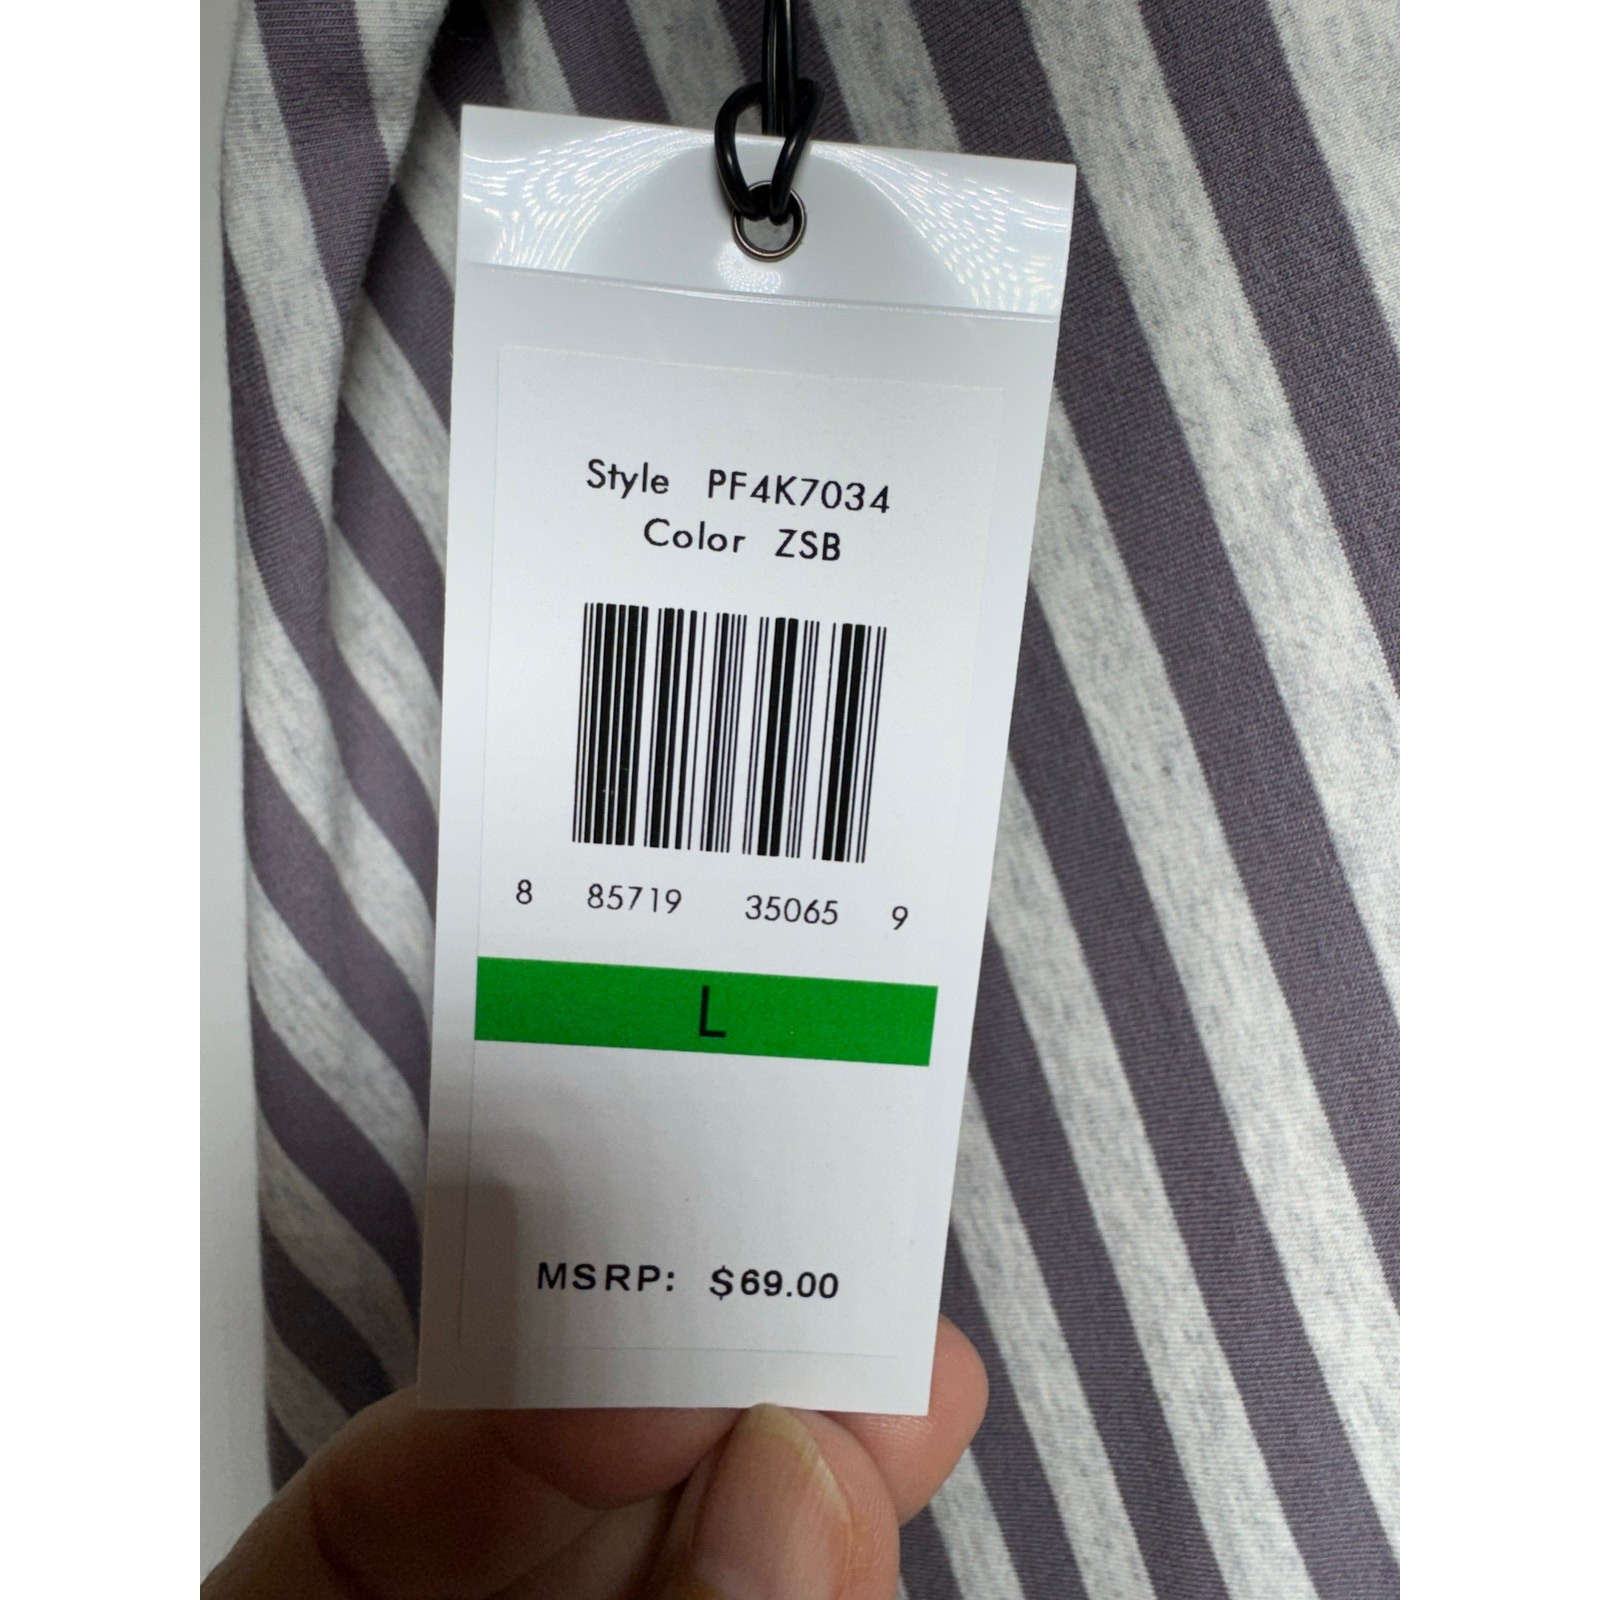 Style PF4K7034
Color ZSB
8 85719 35065 9
L
MSRP: $69.00